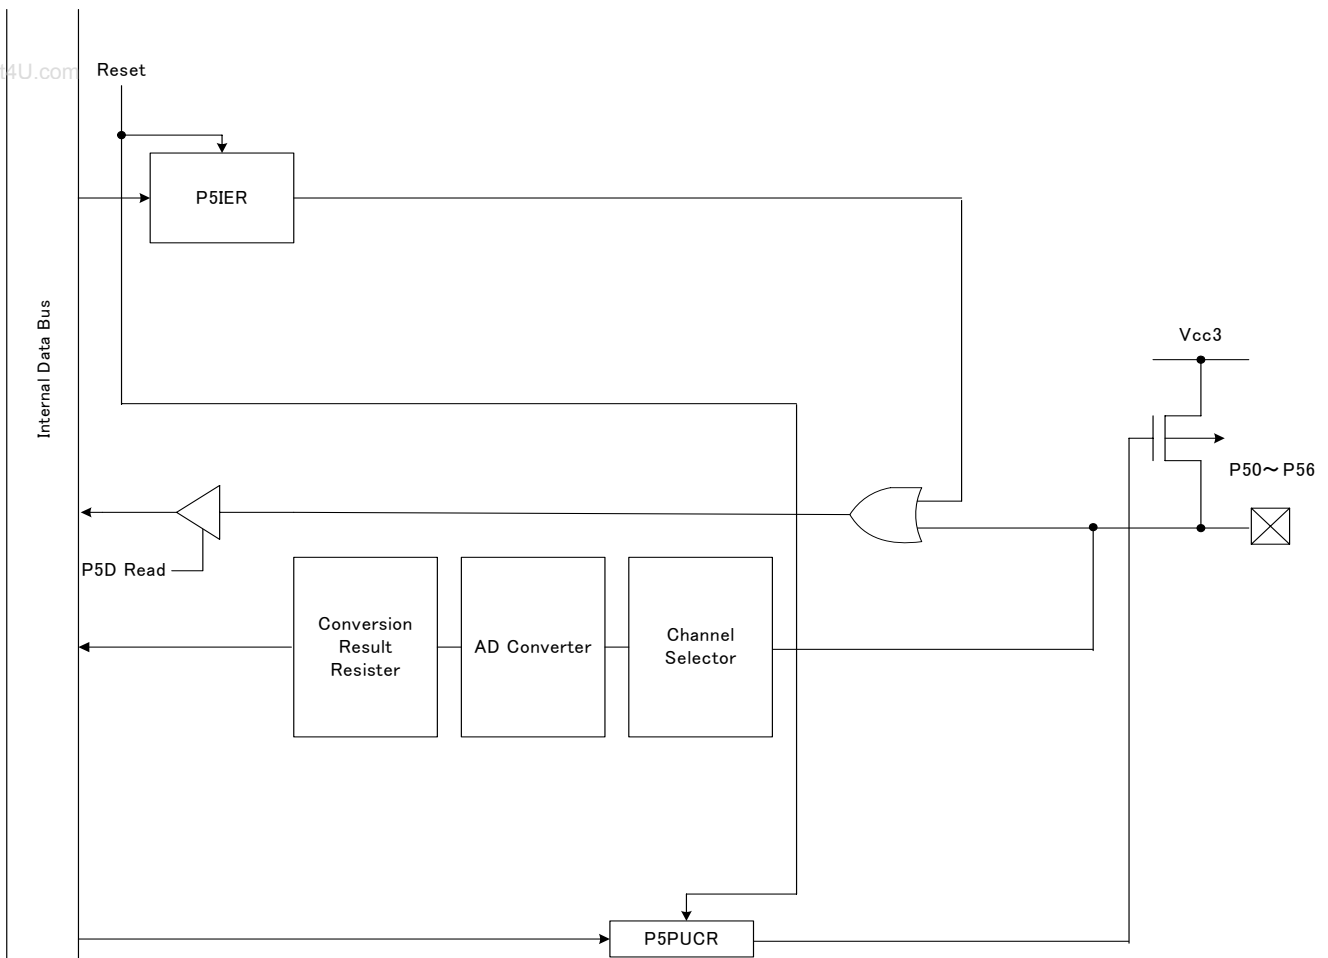 t4U.com
Reset
P5IER
Internal Data Bus
Vcc3
P50～P56
P5D Read
Conversion
Result
Resister
AD Converter
Channel
Selector
P5PUCR